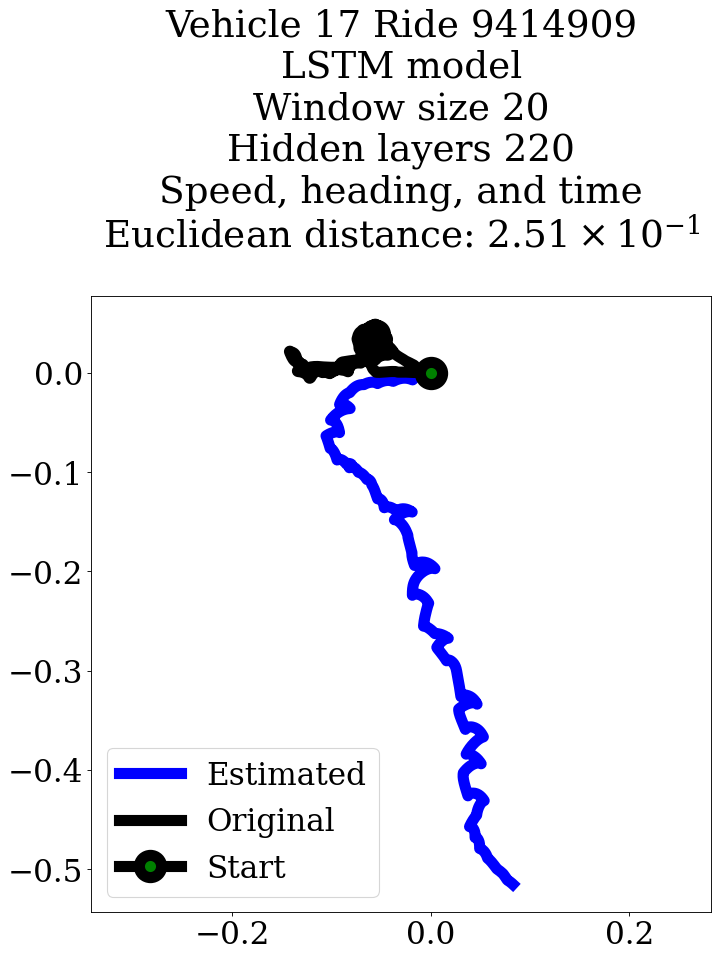 Vehicle 17 Ride 9414909
LSTM model
Window size 20
Hidden layers 220
Speed, heading, and time
Euclidean distance: 2.51 × 10⁻¹
0.0
−0.1
−0.2
−0.3
−0.4
−0.5
Estimated
Original
Start
−0.2 0.0 0.2